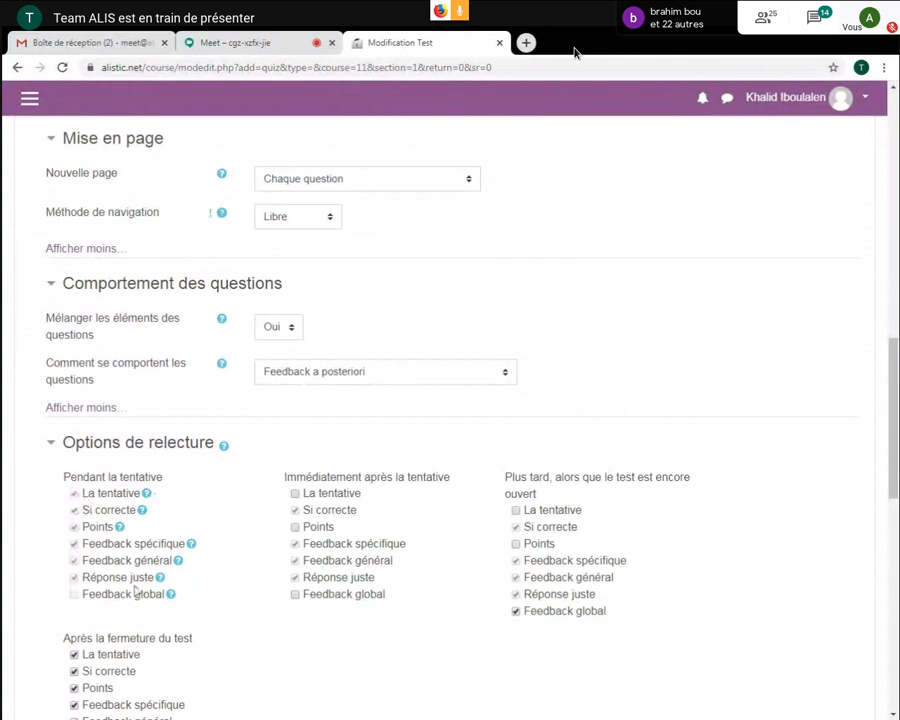 T Team ALIS est en train de présenter
b brahim bou
et 22 autres
25
14
A
Vous
Boîte de réception (2) - meet@a
Meet – cgz-xzfx-jie
Modification Test
alistic.net/course/modedit.php?add=quiz&type=&course=11&section=1&return=0&sr=0
T
Khalid Iboulalen
Mise en page
Nouvelle page
Chaque question
Méthode de navigation
!
Libre
Afficher moins...
Comportement des questions
Mélanger les éléments des
questions
Oui
Comment se comportent les
questions
Feedback a posteriori
Afficher moins...
Options de relecture
Pendant la tentative
La tentative
Si correcte
Points
Feedback spécifique
Feedback général
Réponse juste
Feedback global
Immédiatement après la tentative
La tentative
Si correcte
Points
Feedback spécifique
Feedback général
Réponse juste
Feedback global
Plus tard, alors que le test est encore
ouvert
La tentative
Si correcte
Points
Feedback spécifique
Feedback général
Réponse juste
Feedback global
Après la fermeture du test
La tentative
Si correcte
Points
Feedback spécifique
Feedback général